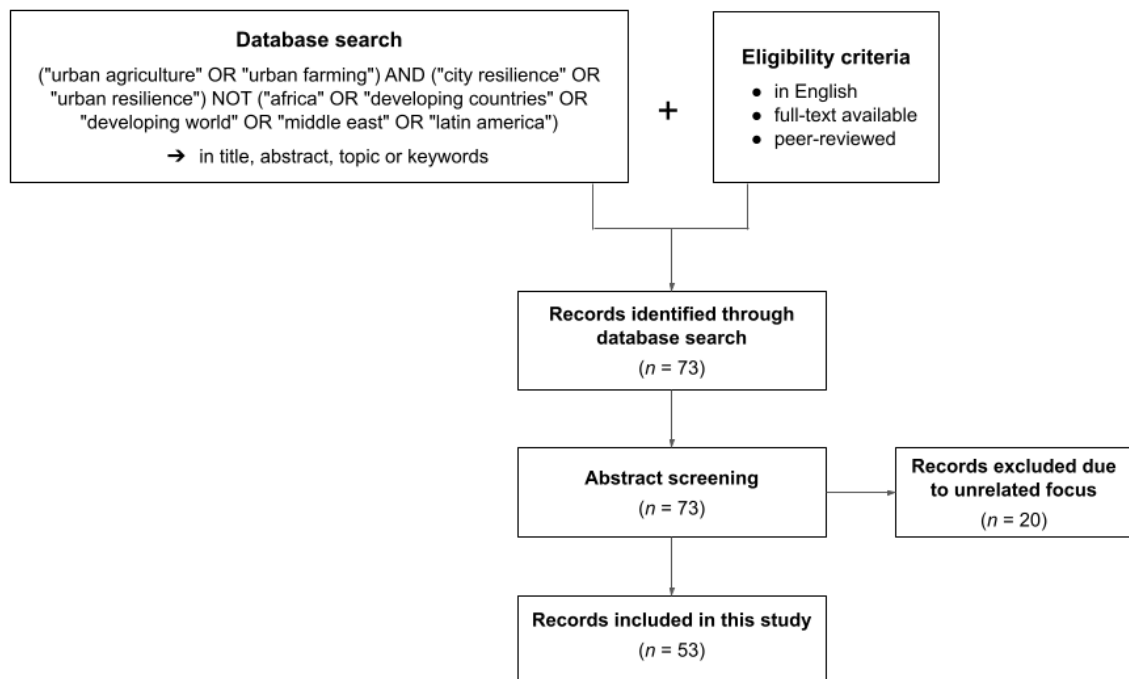 Database search
("urban agriculture" OR "urban farming") AND ("city resilience" OR
"urban resilience") NOT ("africa" OR "developing countries" OR
"developing world" OR "middle east" OR "latin america")
➔ in title, abstract, topic or keywords
+
Eligibility criteria
● in English
● full-text available
● peer-reviewed
Records identified through
database search
(n = 73)
Abstract screening
(n = 73)
Records excluded due
to unrelated focus
(n = 20)
Records included in this study
(n = 53)